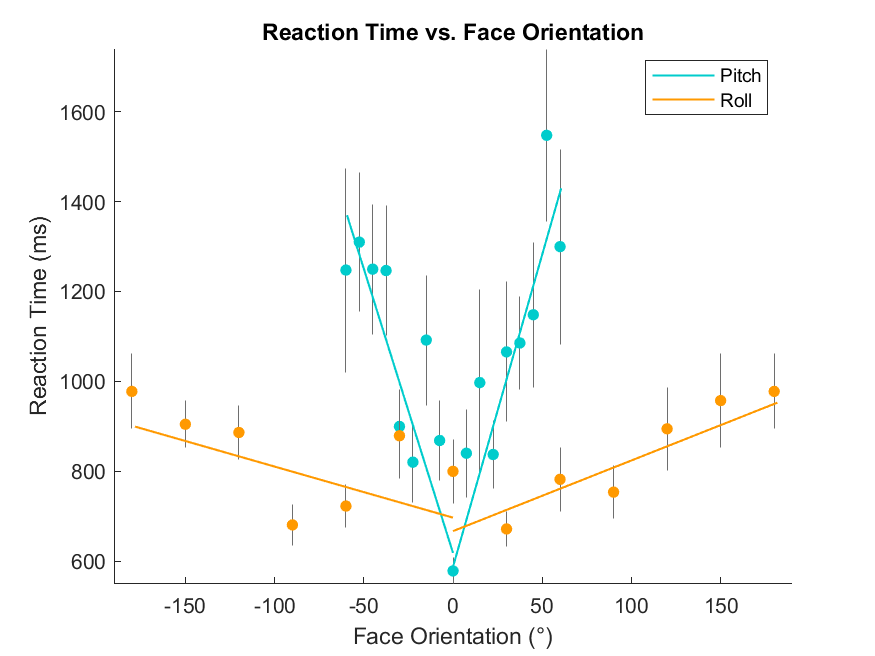 Reaction Time vs. Face Orientation
Pitch
Roll
Reaction Time (ms)
1600
1400
1200
1000
800
600
-150 -100 -50 0 50 100 150
Face Orientation (°)